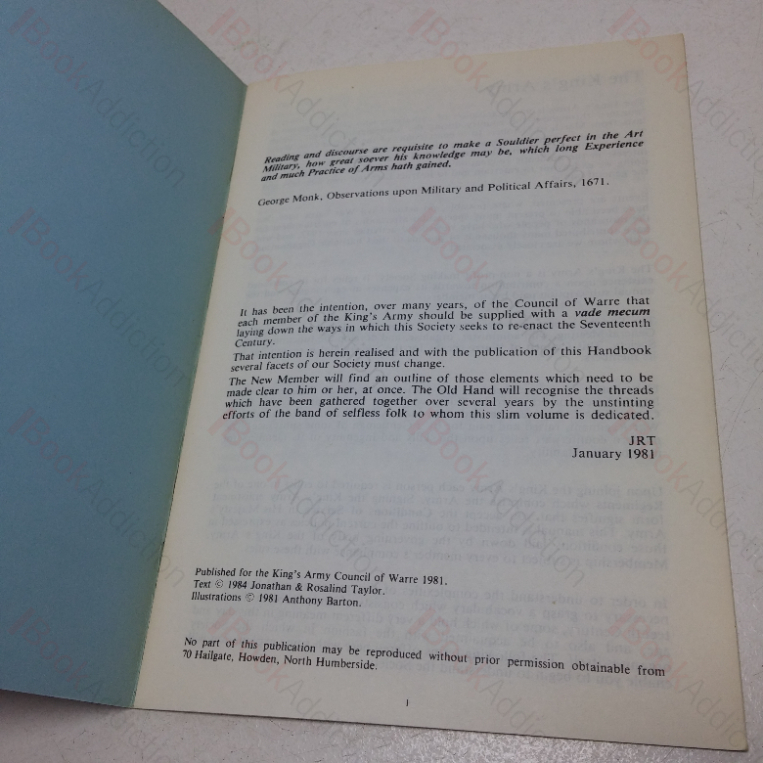 Reading and discourse are requisite to make a Souldier perfect in the Art
Military, how great soever his knowledge may be, which long Experience
and much Practice of Arms hath gained.
George Monk, Observations upon Military and Political Affairs, 1671.
It has been the intention, over many years, of the Council of Warre that
each member of the King's Army should be supplied with a vade mecum
laying down the ways in which this Society seeks to re-enact the Seventeenth
Century.
That intention is herein realised and with the publication of this Handbook
several facets of our Society must change.
The New Member will find an outline of those elements which need to be
made clear to him or her, at once. The Old Hand will recognise the threads
which have been gathered together over several years by the unstinting
efforts of the band of selfless folk to whom this slim volume is dedicated.
JRT
January 1981
Published for the King's Army Council of Warre 1981.
Text © 1984 Jonathan & Rosalind Taylor.
Illustrations © 1981 Anthony Barton.
No part of this publication may be reproduced without prior permission obtainable from
70 Hailgate, Howden, North Humberside.
1